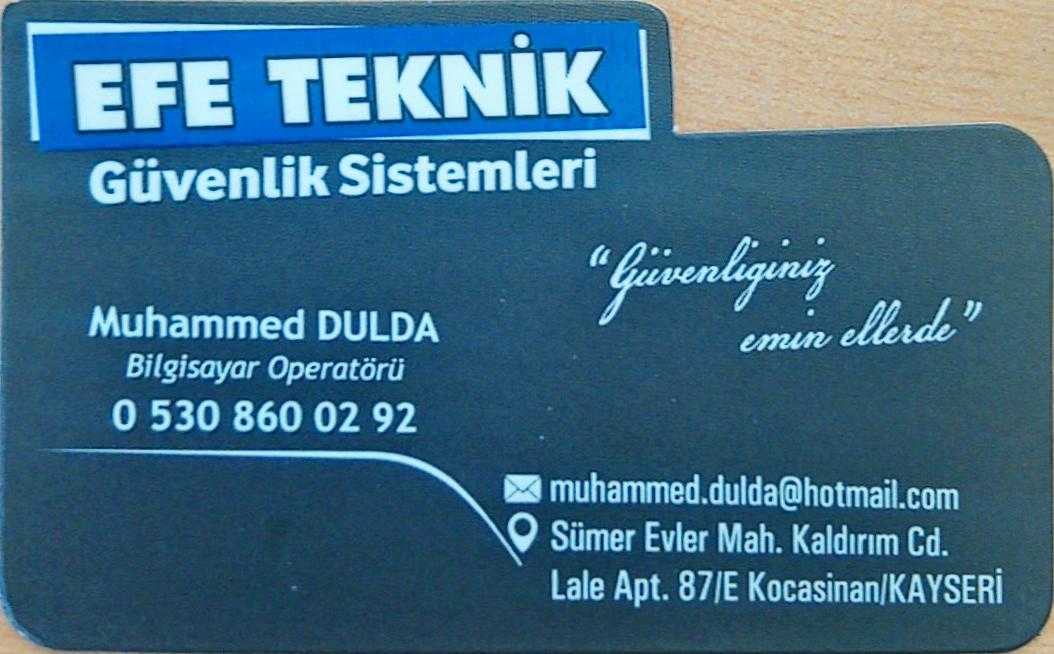 EFE TEKNİK
Güvenlik Sistemleri
"Güvenliginiz
emin ellerde"
Muhammed DULDA
Bilgisayar Operatörü
0 530 860 02 92
muhammed.dulda@hotmail.com
Sümer Evler Mah. Kaldırım Cd.
Lale Apt. 87/E Kocasinan/KAYSERİ